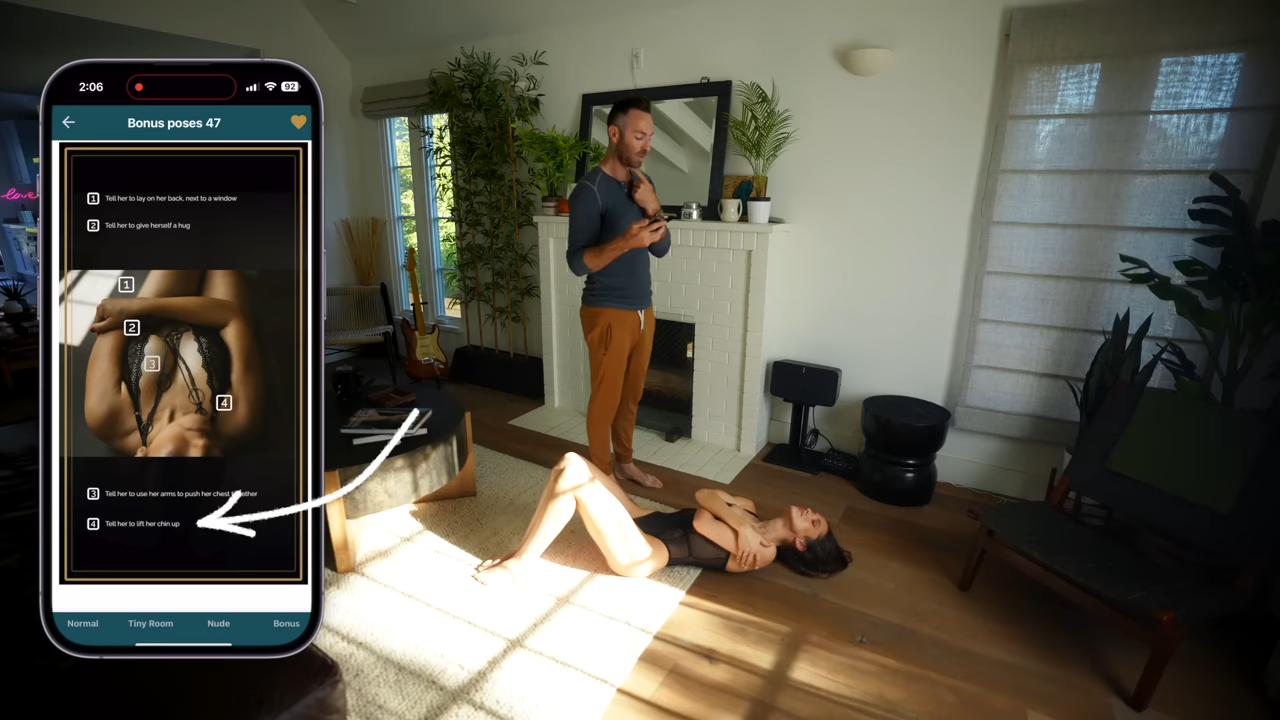 2:06
92
Bonus poses 47
1 Tell her to lay on her back, next to a window
2 Tell her to give herself a hug
1
2
3
4
3 Tell her to use her arms to push her chest
4 Tell her to lift her chin up
Normal Tiny Room Nude Bonus
love